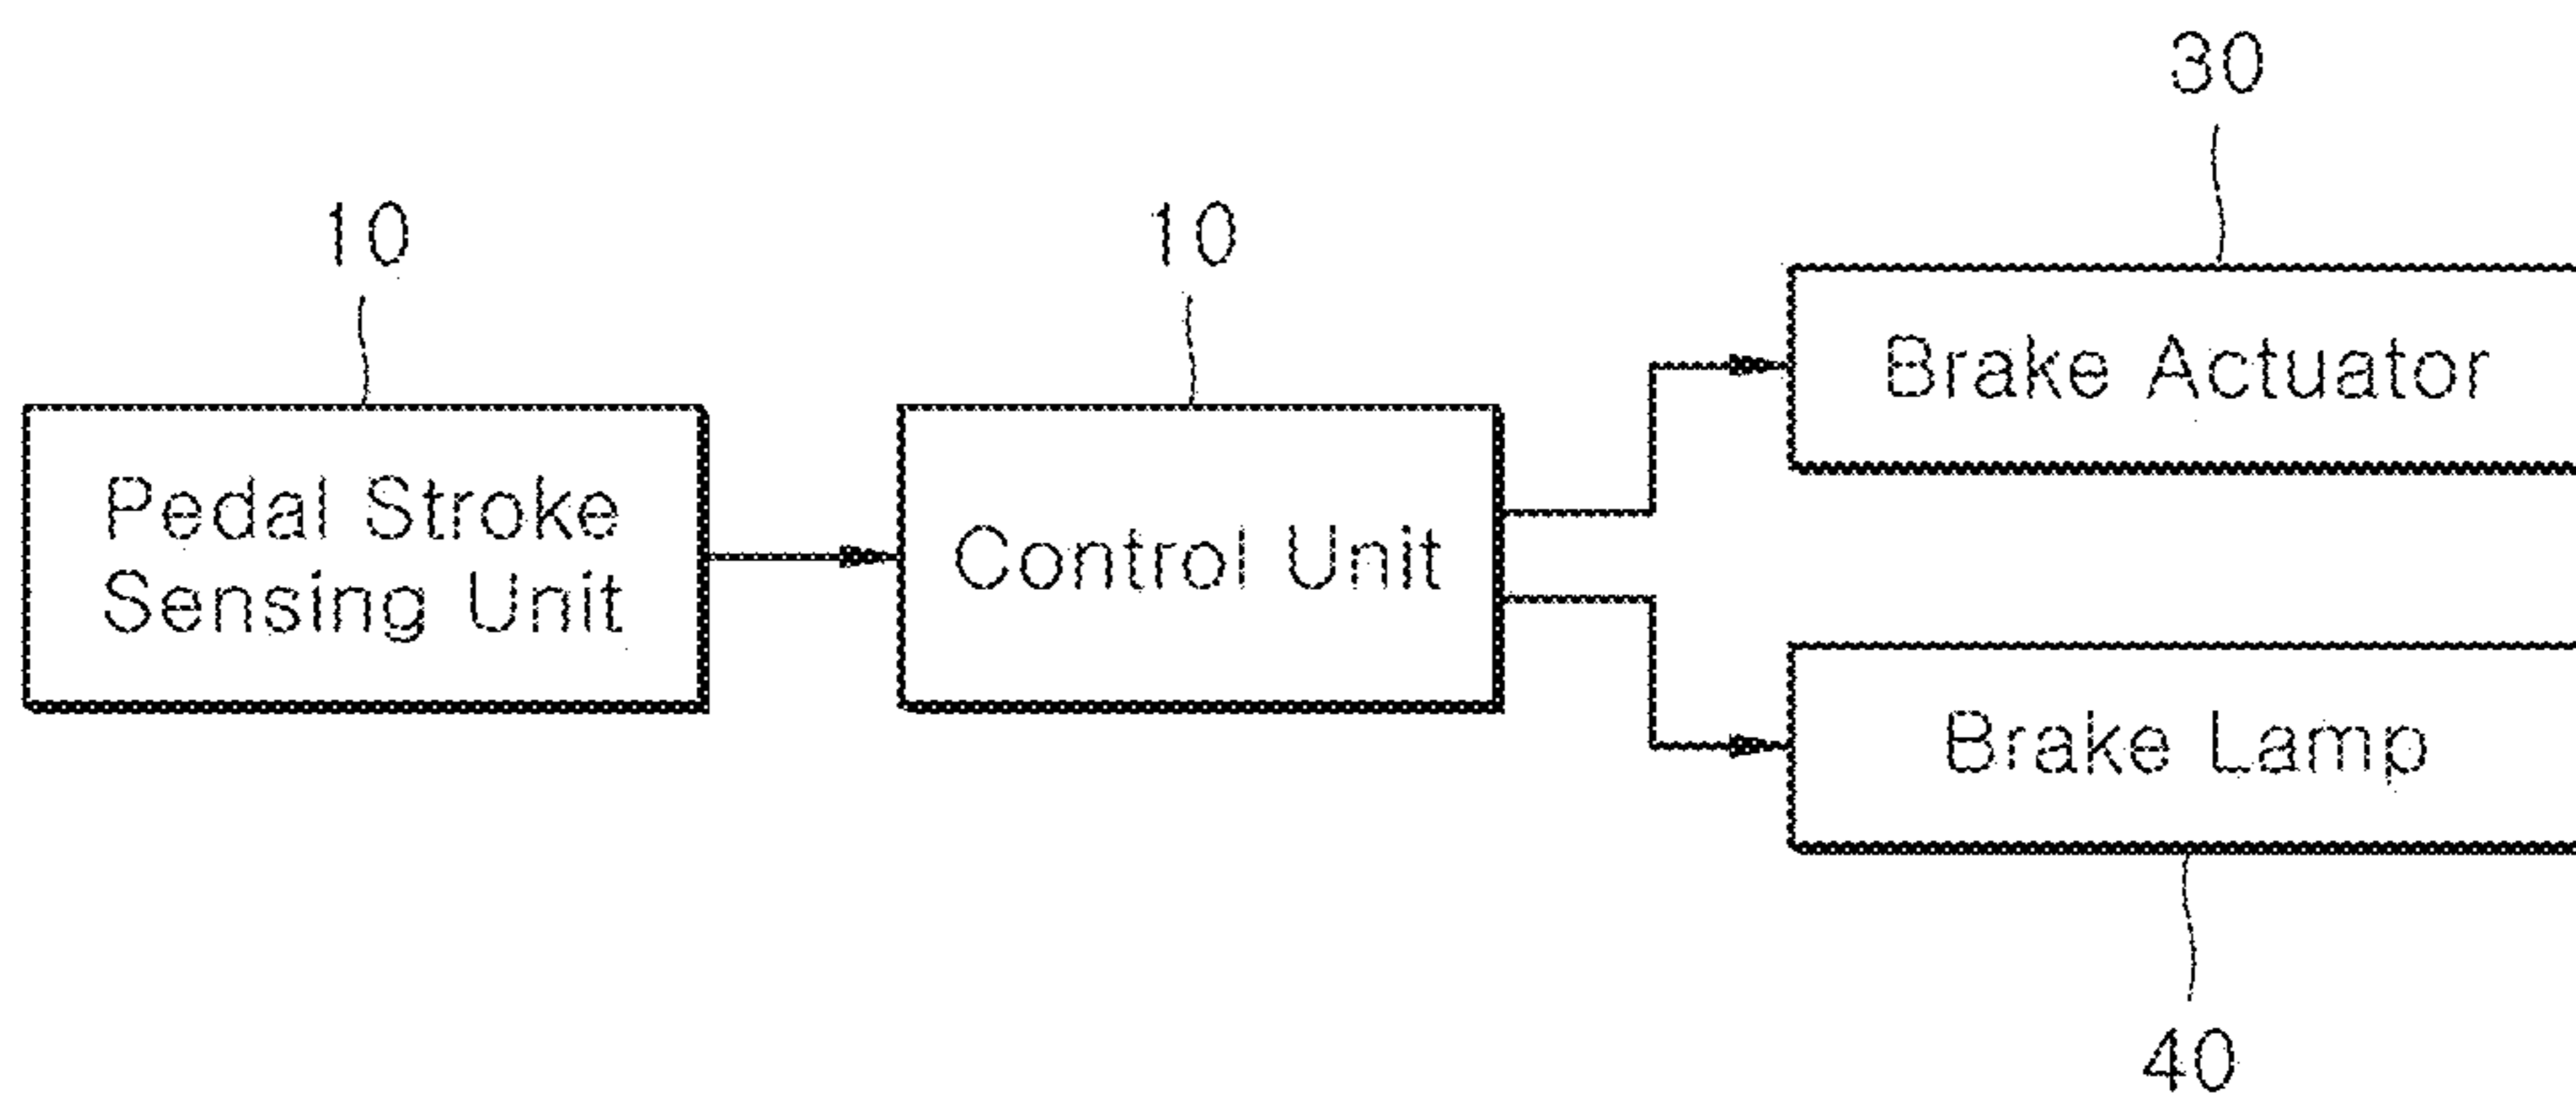 30
10
10
Brake Actuator
Pedal Stroke
Sensing Unit
Control Unit
Brake Lamp
40